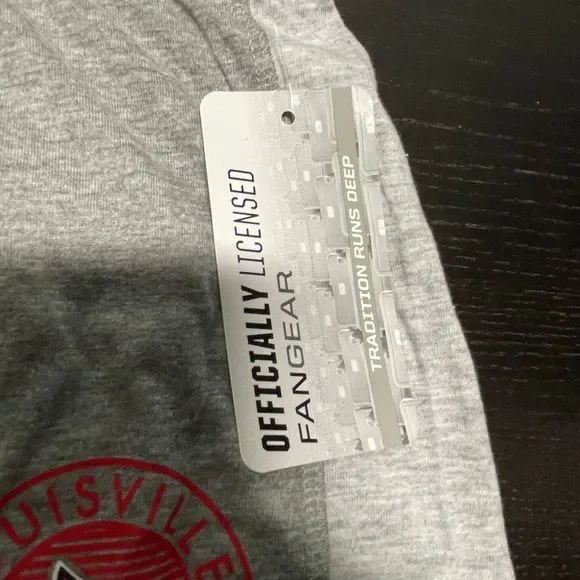 OFFICIALLY LICENSED
FANGEAR
TRADITION RUNS DEEP
UISVILLE